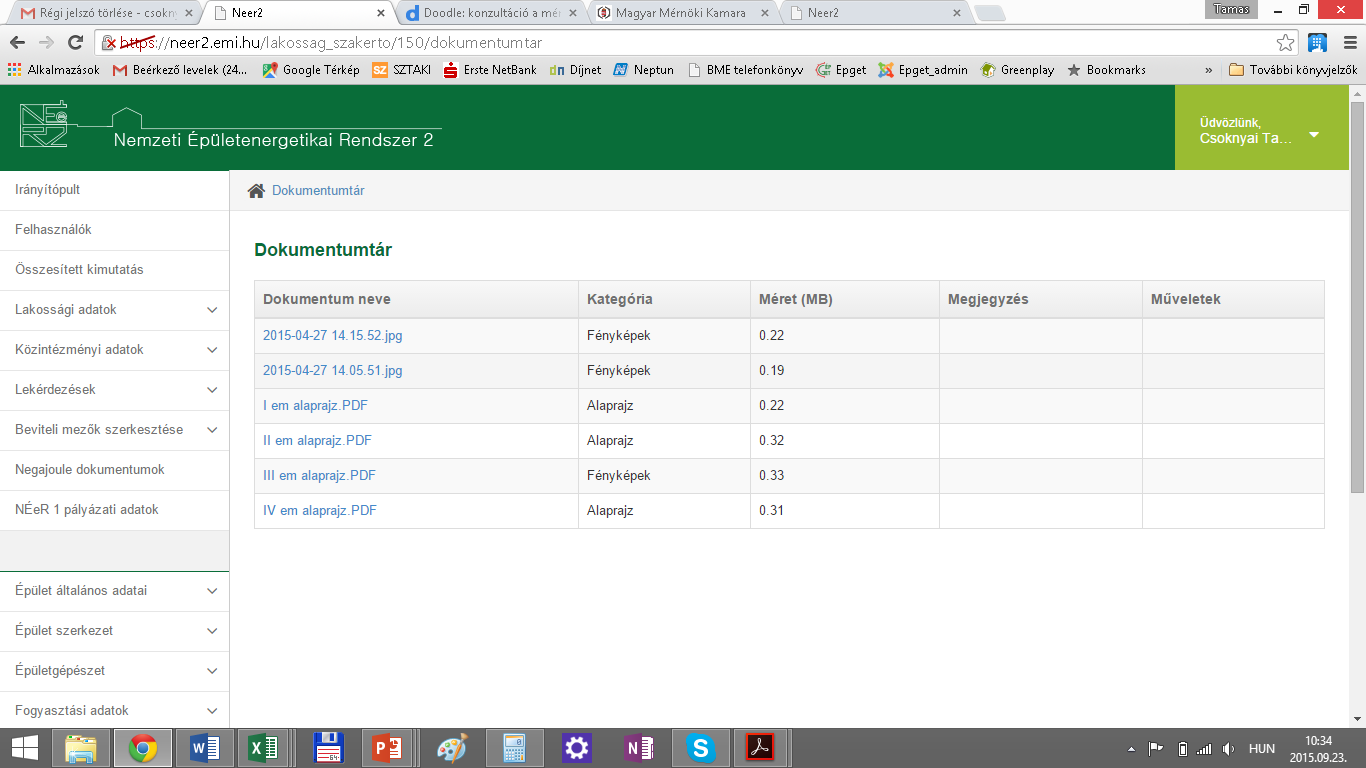 Régi jelszó törlése - csokny
Neer2
Doodle: konzultáció a mér
Magyar Mérnöki Kamara
Neer2
Tamas
https://neer2.emi.hu/lakossag_szakerto/150/dokumentumtar
Alkalmazások
Beérkező levelek (24...
Google Térkép
SZTAKI
Erste NetBank
Díjnet
Neptun
BME telefonkönyv
Epget
Epget_admin
Greenplay
Bookmarks
»
További könyvjelzők
Nemzeti Épületenergetikai Rendszer 2
Üdvözlünk,
Csoknyai Ta...
Irányítópult
Felhasználók
Összesített kimutatás
Lakossági adatok
Közintézményi adatok
Lekérdezések
Beviteli mezők szerkesztése
Negajoule dokumentumok
NÉeR 1 pályázati adatok
Épület általános adatai
Épület szerkezet
Épületgépészet
Fogyasztási adatok
Dokumentumtár
Dokumentumtár
Dokumentum neve Kategória Méret (MB) Megjegyzés Műveletek
2015-04-27 14.15.52.jpg Fényképek 0.22
2015-04-27 14.05.51.jpg Fényképek 0.19
I em alaprajz.PDF Alaprajz 0.22
II em alaprajz.PDF Alaprajz 0.32
III em alaprajz.PDF Fényképek 0.33
IV em alaprajz.PDF Alaprajz 0.31
HUN
10:34
2015.09.23.